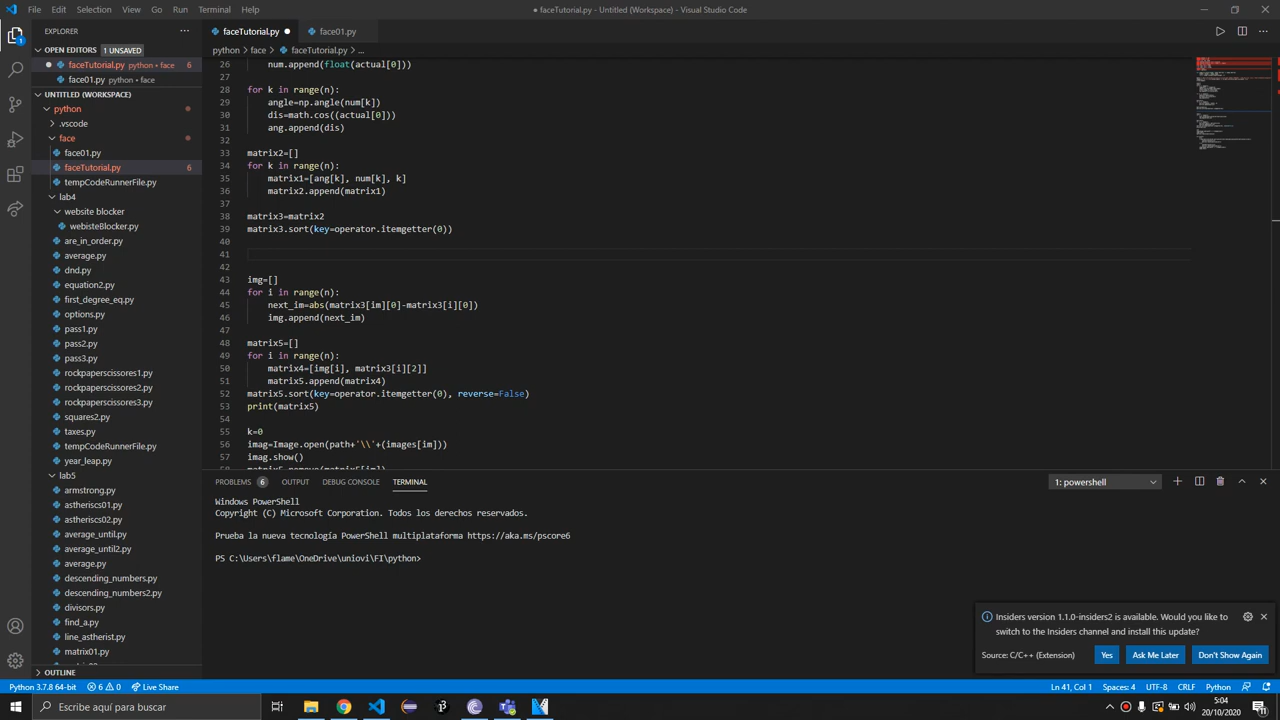 File Edit Selection View Go Run Terminal Help
● faceTutorial.py - Untitled (Workspace) - Visual Studio Code
EXPLORER
OPEN EDITORS 1 UNSAVED
faceTutorial.py python • face 6
face01.py python • face
UNTITLED (WORKSPACE)
python
.vscode
face
face01.py
faceTutorial.py 6
tempCodeRunnerFile.py
lab4
website blocker
webisteBlocker.py
are_in_order.py
average.py
dnd.py
equation2.py
first_degree_eq.py
options.py
pass1.py
pass2.py
pass3.py
rockpaperscissores1.py
rockpaperscissores2.py
rockpaperscissores3.py
squares2.py
taxes.py
tempCodeRunnerFile.py
year_leap.py
lab5
armstrong.py
astheriscs01.py
astheriscs02.py
average_until.py
average_until2.py
average.py
descending_numbers.py
descending_numbers2.py
divisors.py
find_a.py
line_astherist.py
matrix01.py
OUTLINE
faceTutorial.py ● face01.py
python > face > faceTutorial.py > ...
26 num.append(float(actual[0]))
27
28 for k in range(n):
29 angle=np.angle(num[k])
30 dis=math.cos((actual[0]))
31 ang.append(dis)
32
33 matrix2=[]
34 for k in range(n):
35 matrix1=[ang[k], num[k], k]
36 matrix2.append(matrix1)
37
38 matrix3=matrix2
39 matrix3.sort(key=operator.itemgetter(0))
40
41
42
43 img=[]
44 for i in range(n):
45 next_im=abs(matrix3[im][0]-matrix3[i][0])
46 img.append(next_im)
47
48 matrix5=[]
49 for i in range(n):
50 matrix4=[img[i], matrix3[i][2]]
51 matrix5.append(matrix4)
52 matrix5.sort(key=operator.itemgetter(0), reverse=False)
53 print(matrix5)
54
55 k=0
56 imag=Image.open(path+'\\'+(images[im]))
57 imag.show()
PROBLEMS 6 OUTPUT DEBUG CONSOLE TERMINAL 1: powershell
Windows PowerShell
Copyright (C) Microsoft Corporation. Todos los derechos reservados.
Prueba la nueva tecnología PowerShell multiplataforma https://aka.ms/pscore6
PS C:\Users\flame\OneDrive\uniovi\FI\python>
Insiders version 1.1.0-insiders2 is available. Would you like
to switch to the Insiders channel and install this update?
Source: C/C++ (Extension) Yes Ask Me Later Don't Show Again
Python 3.7.8 64-bit 6 0 Live Share Ln 41, Col 1 Spaces: 4 UTF-8 CRLF Python
Escribe aquí para buscar
5:04
20/10/2020